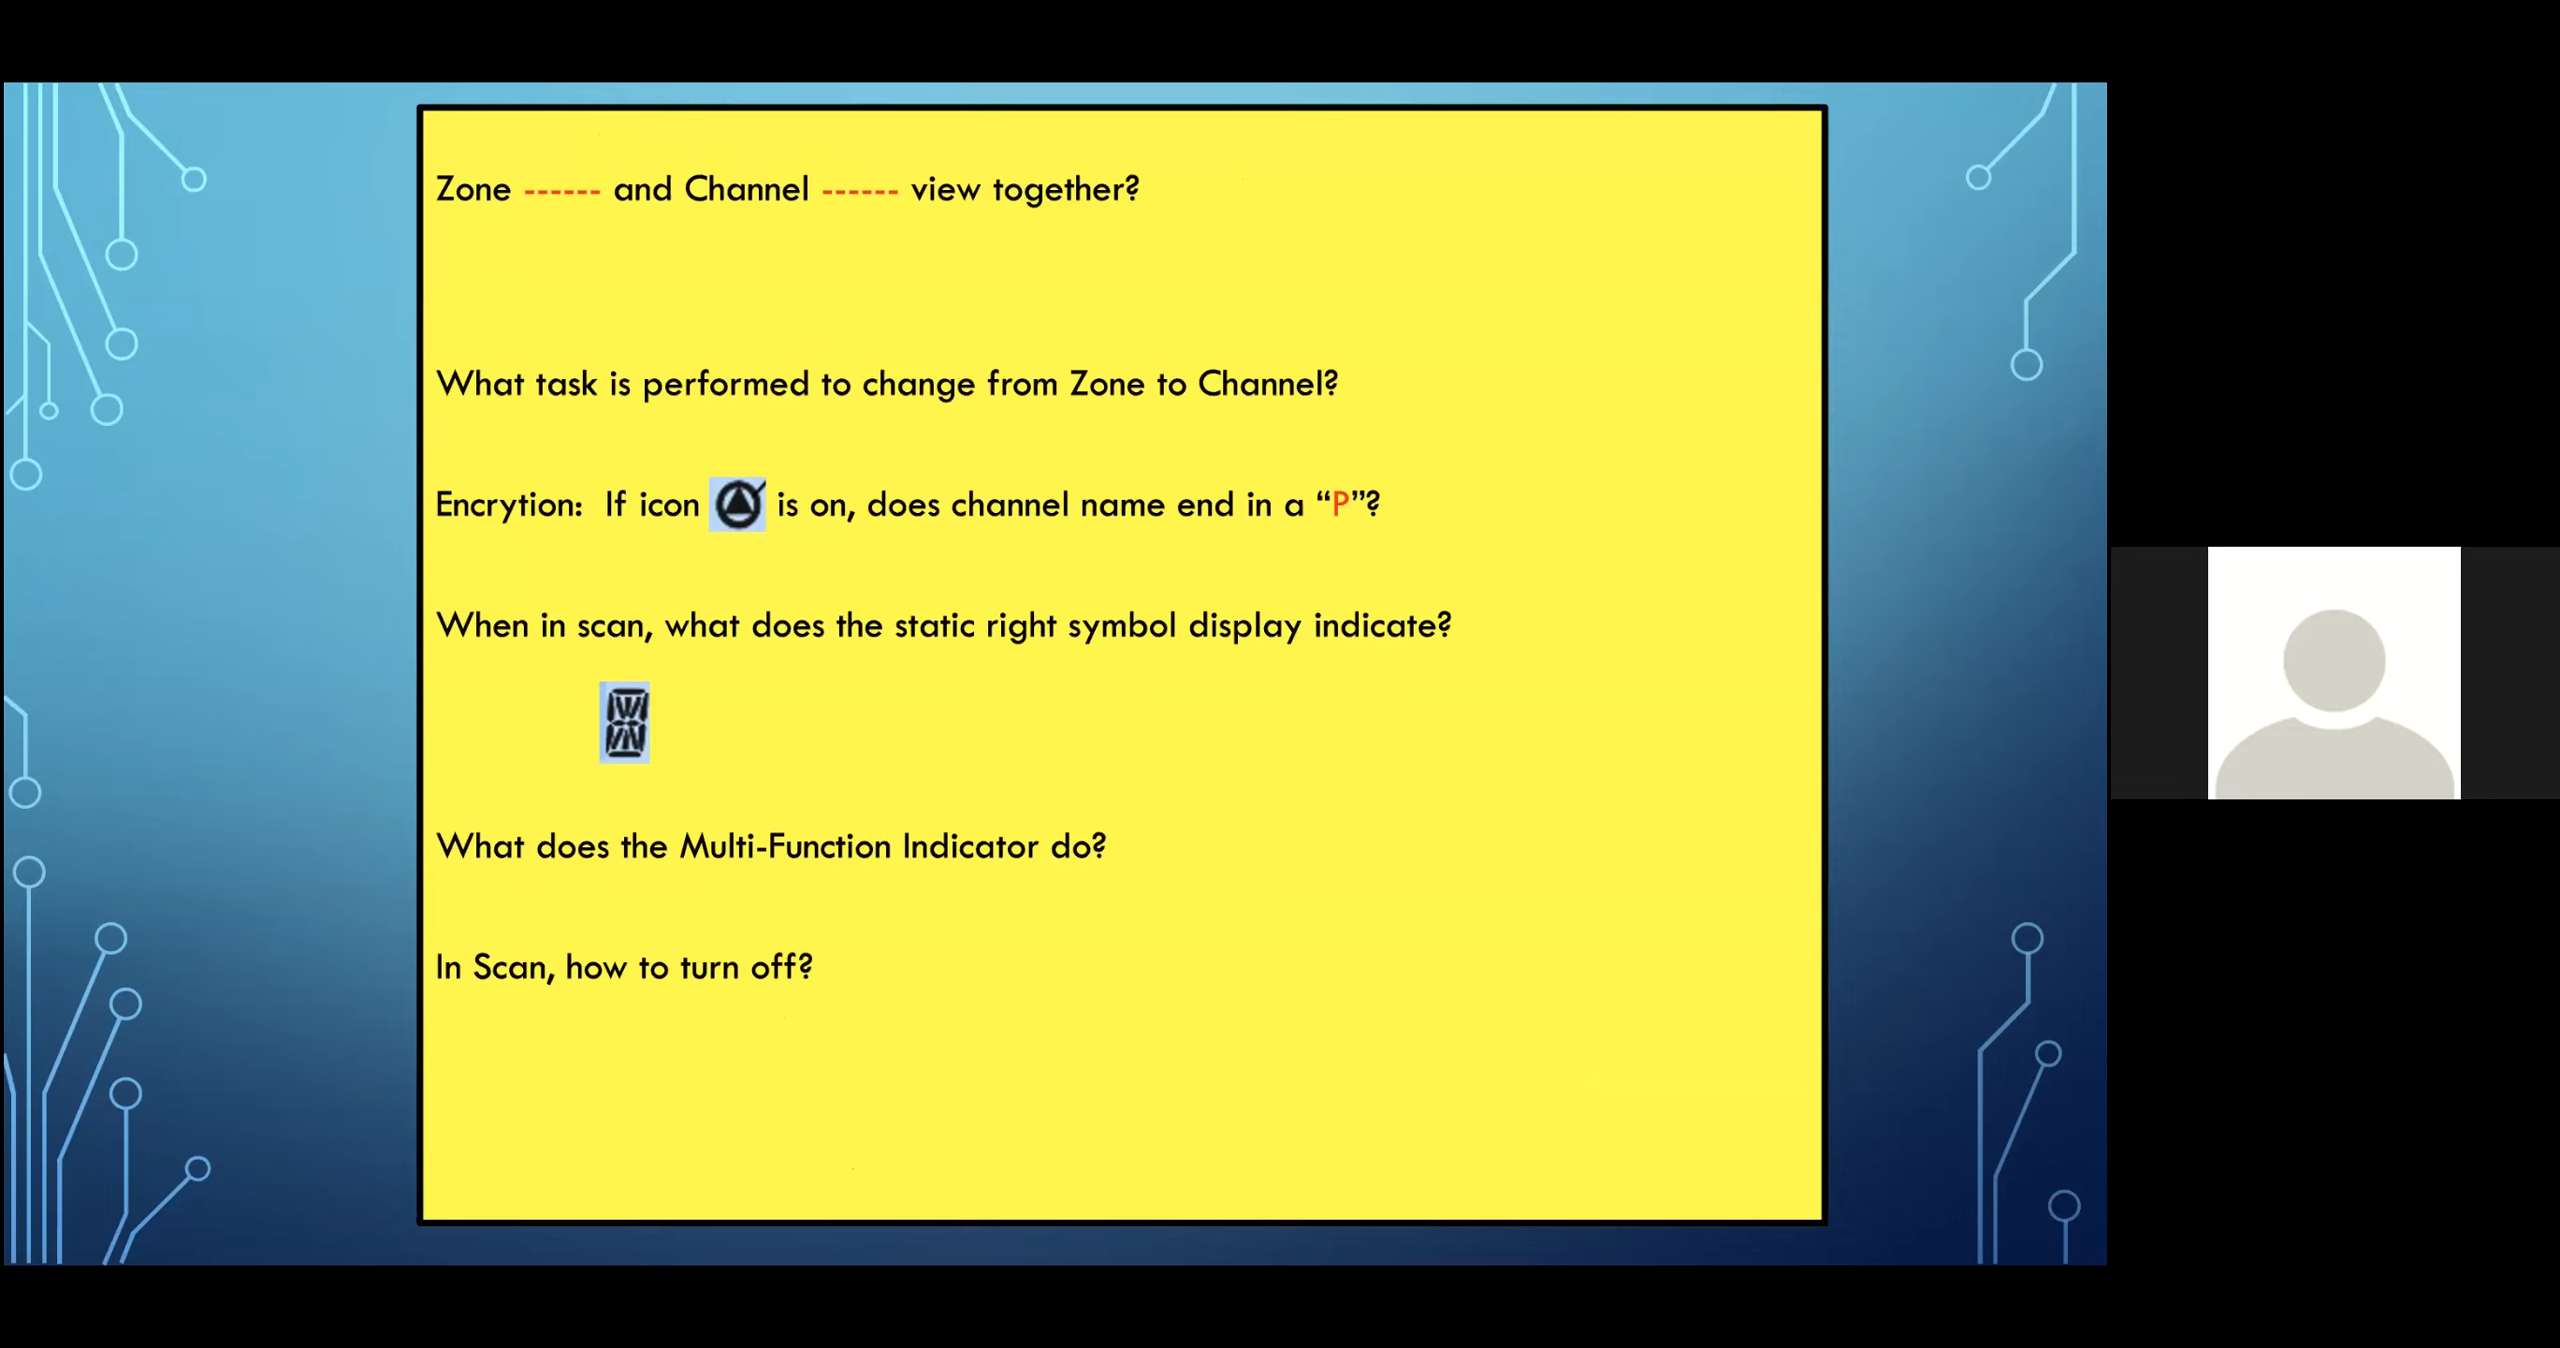 Zone ------ and Channel ------ view together?
What task is performed to change from Zone to Channel?
Encrytion: If icon is on, does channel name end in a “P”?
When in scan, what does the static right symbol display indicate?
What does the Multi-Function Indicator do?
In Scan, how to turn off?